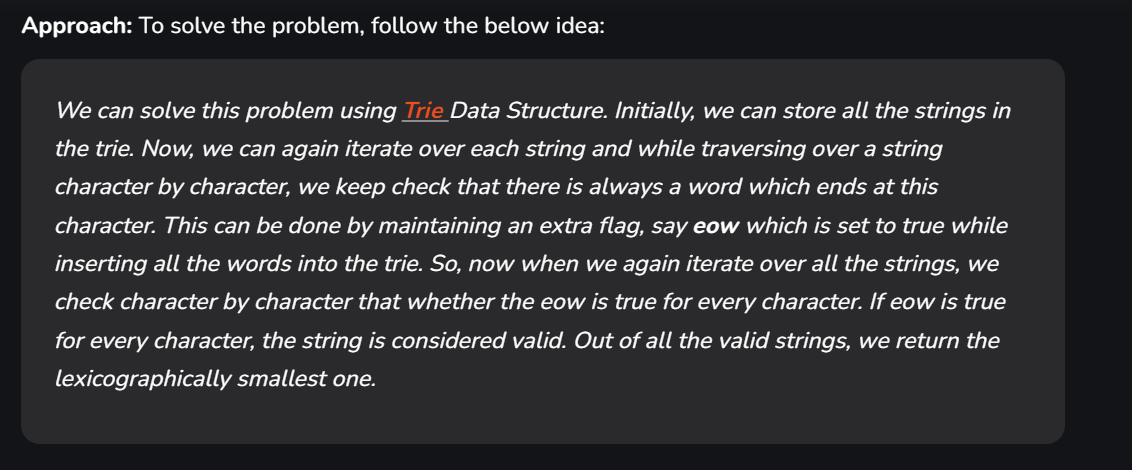 Approach: To solve the problem, follow the below idea:
We can solve this problem using Trie Data Structure. Initially, we can store all the strings in
the trie. Now, we can again iterate over each string and while traversing over a string
character by character, we keep check that there is always a word which ends at this
character. This can be done by maintaining an extra flag, say eow which is set to true while
inserting all the words into the trie. So, now when we again iterate over all the strings, we
check character by character that whether the eow is true for every character. If eow is true
for every character, the string is considered valid. Out of all the valid strings, we return the
lexicographically smallest one.